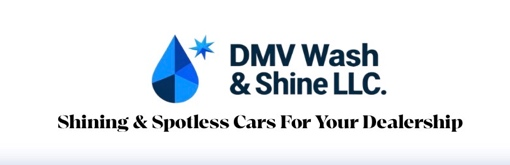 DMV Wash
& Shine LLC.
Shining & Spotless Cars For Your Dealership